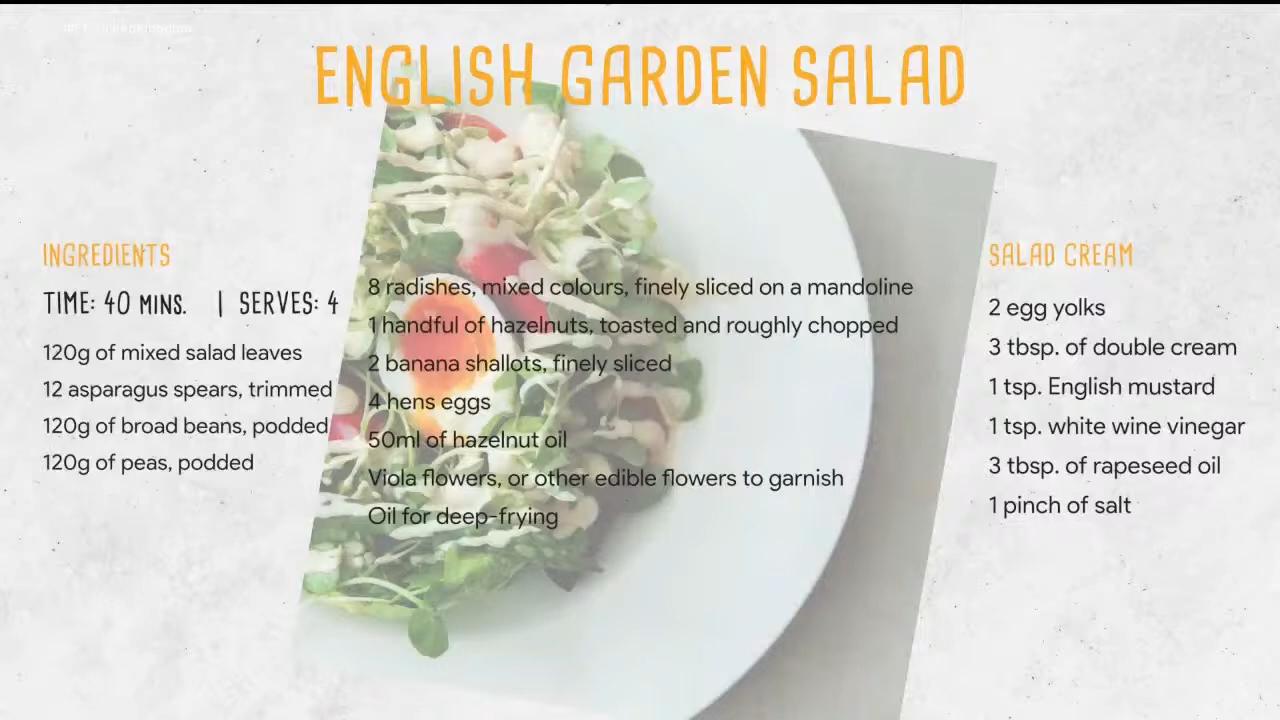 ENGLISH GARDEN SALAD
INGREDIENTS
TIME: 40 MINS. | SERVES: 4
120g of mixed salad leaves
12 asparagus spears, trimmed
120g of broad beans, podded
120g of peas, podded
8 radishes, mixed colours, finely sliced on a mandoline
1 handful of hazelnuts, toasted and roughly chopped
2 banana shallots, finely sliced
4 hens eggs
50ml of hazelnut oil
Viola flowers, or other edible flowers to garnish
Oil for deep-frying
SALAD CREAM
2 egg yolks
3 tbsp. of double cream
1 tsp. English mustard
1 tsp. white wine vinegar
3 tbsp. of rapeseed oil
1 pinch of salt